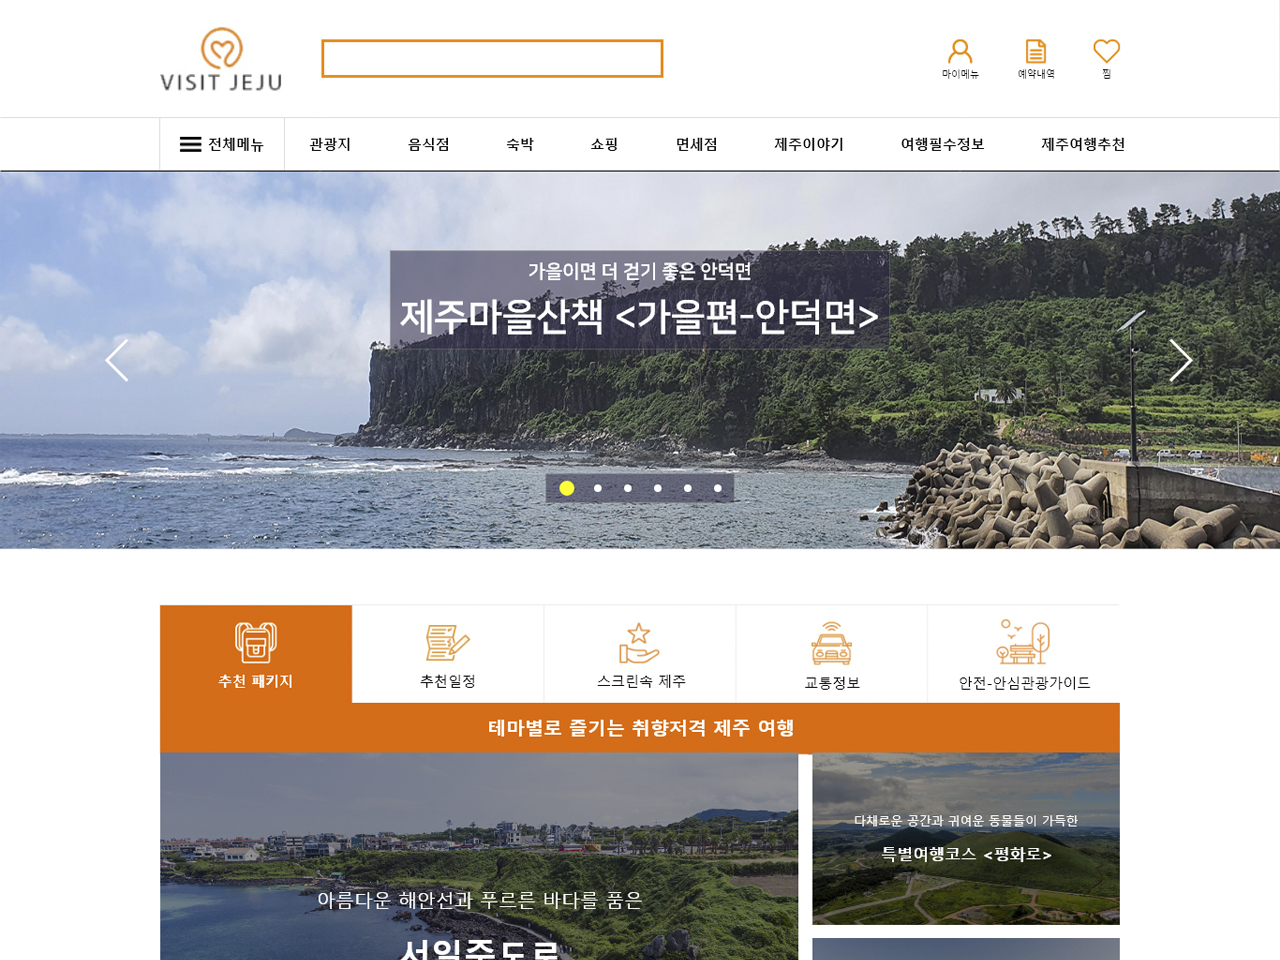 VISIT JEJU
마이메뉴
예약내역
찜
전체메뉴
관광지
음식점
숙박
쇼핑
면세점
제주이야기
여행필수정보
제주여행추천
가을이면 더 걷기 좋은 안덕면
제주마을산책 <가을편-안덕면>
추천 패키지
추천일정
스크린속 제주
교통정보
안전-안심관광가이드
테마별로 즐기는 취향저격 제주 여행
아름다운 해안선과 푸르른 바다를 품은
서일주도로
다채로운 공간과 귀여운 동물들이 가득한
특별여행코스 <평화로>